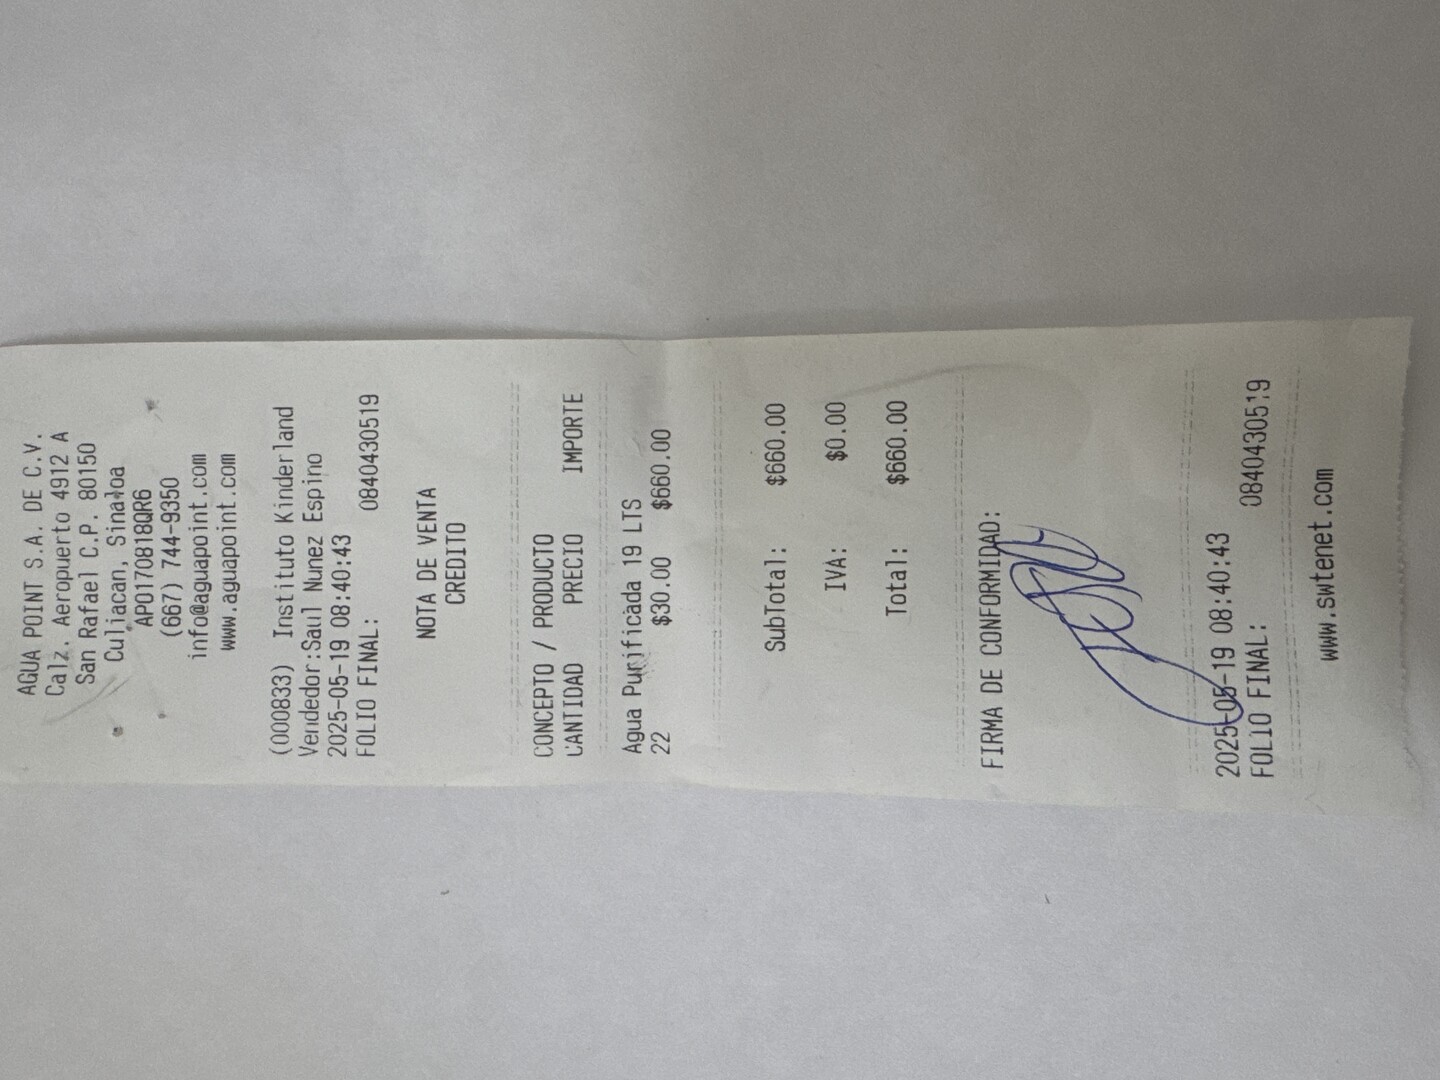 AGUA POINT S.A. DE C.V.
Calz. Aeropuerto 4912 A
San Rafael C.P. 80150
Culiacan, Sinaloa
APO170818QR6
(667) 744-9350
info@aguapoint.com
www.aguapoint.com
(000833) Instituto Kinderland
Vendedor:Saul Nunez Espino
2025-05-19 08:40:43
FOLIO FINAL: 0840430519
NOTA DE VENTA
CREDITO
CONCEPTO / PRODUCTO
CANTIDAD PRECIO IMPORTE
Agua Purificada 19 LTS
22 $30.00 $660.00
SubTotal: $660.00
IVA: $0.00
Total: $660.00
FIRMA DE CONFORMIDAD:
2025-05-19 08:40:43
FOLIO FINAL: 0840430519
www.swtenet.com